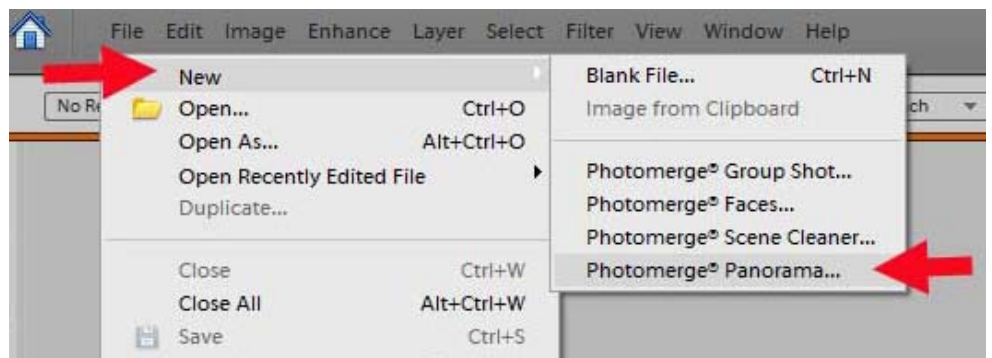 File Edit Image Enhance Layer Select Filter View Window Help
No Re
ch
New
Open... Ctrl+O
Open As... Alt+Ctrl+O
Open Recently Edited File
Duplicate...
Close Ctrl+W
Close All Alt+Ctrl+W
Save Ctrl+S
Blank File... Ctrl+N
Image from Clipboard
Photomerge® Group Shot...
Photomerge® Faces...
Photomerge® Scene Cleaner...
Photomerge® Panorama...